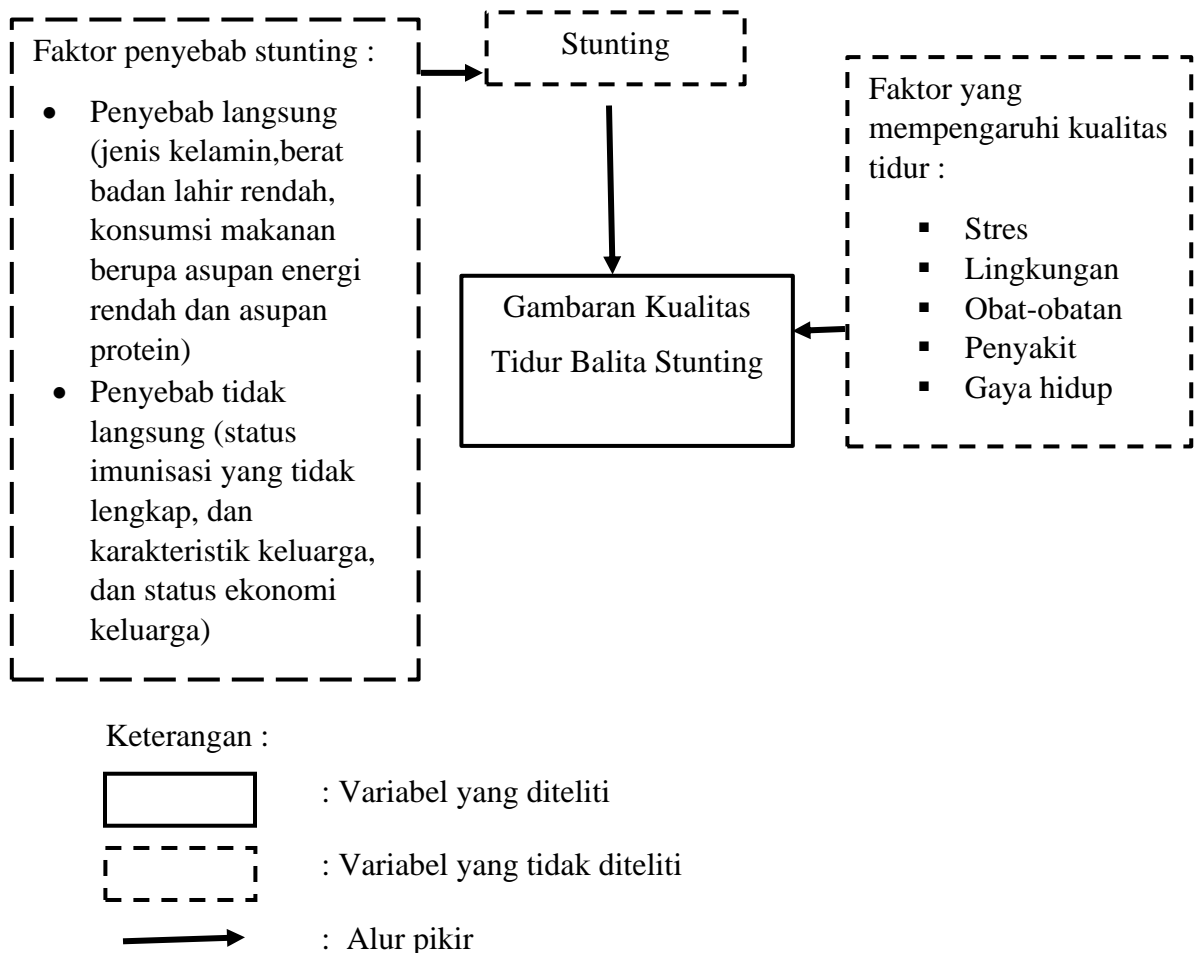 Faktor penyebab stunting :
• Penyebab langsung
(jenis kelamin,berat
badan lahir rendah,
konsumsi makanan
berupa asupan energi
rendah dan asupan
protein)
• Penyebab tidak
langsung (status
imunisasi yang tidak
lengkap, dan
karakteristik keluarga,
dan status ekonomi
keluarga)
Stunting
Gambaran Kualitas
Tidur Balita Stunting
Faktor yang
mempengaruhi kualitas
tidur :
▪ Stres
▪ Lingkungan
▪ Obat-obatan
▪ Penyakit
▪ Gaya hidup
Keterangan :
: Variabel yang diteliti
: Variabel yang tidak diteliti
: Alur pikir